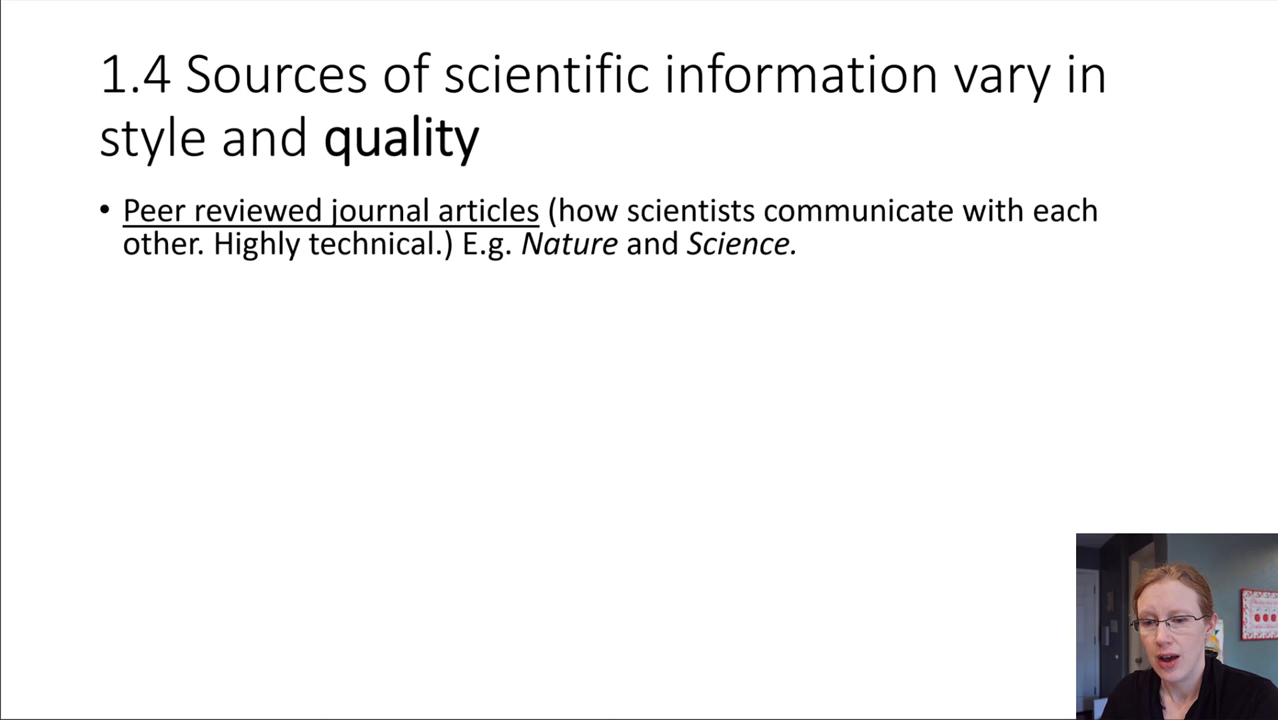 1.4 Sources of scientific information vary in
style and quality
• Peer reviewed journal articles (how scientists communicate with each
other. Highly technical.) E.g. Nature and Science.